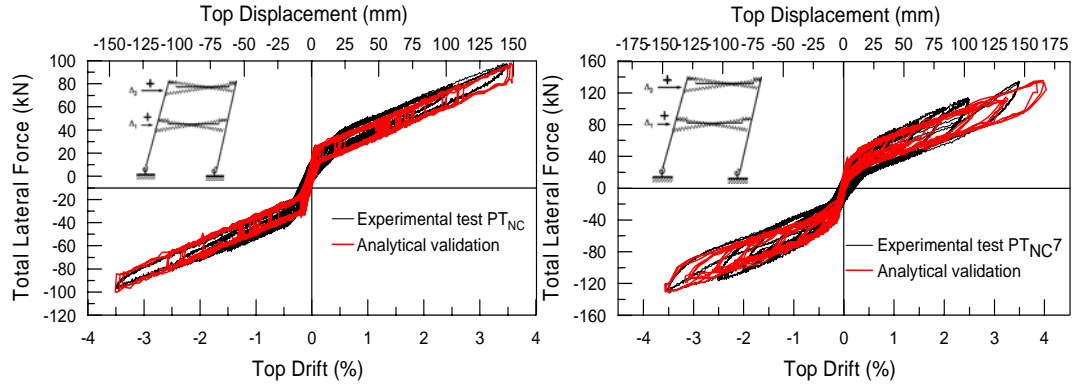 Top Displacement (mm)
-150 -125 -100 -75 -50 -25 0 25 50 75 100 125 150
Total Lateral Force (kN)
100
80
60
40
20
0
-20
-40
-60
-80
-100
-120
+
Δ2
+
Δ1
Experimental test PTNC
Analytical validation
-4 -3 -2 -1 0 1 2 3 4
Top Drift (%)
Top Displacement (mm)
-175 -150 -125 -100 -75 -50 -25 0 25 50 75 100 125 150 175
Total Lateral Force (kN)
160
120
80
40
0
-40
-80
-120
-160
+
Δ2
+
Δ1
Experimental test PTNC7
Analytical validation
-4 -3 -2 -1 0 1 2 3 4 5
Top Drift (%)